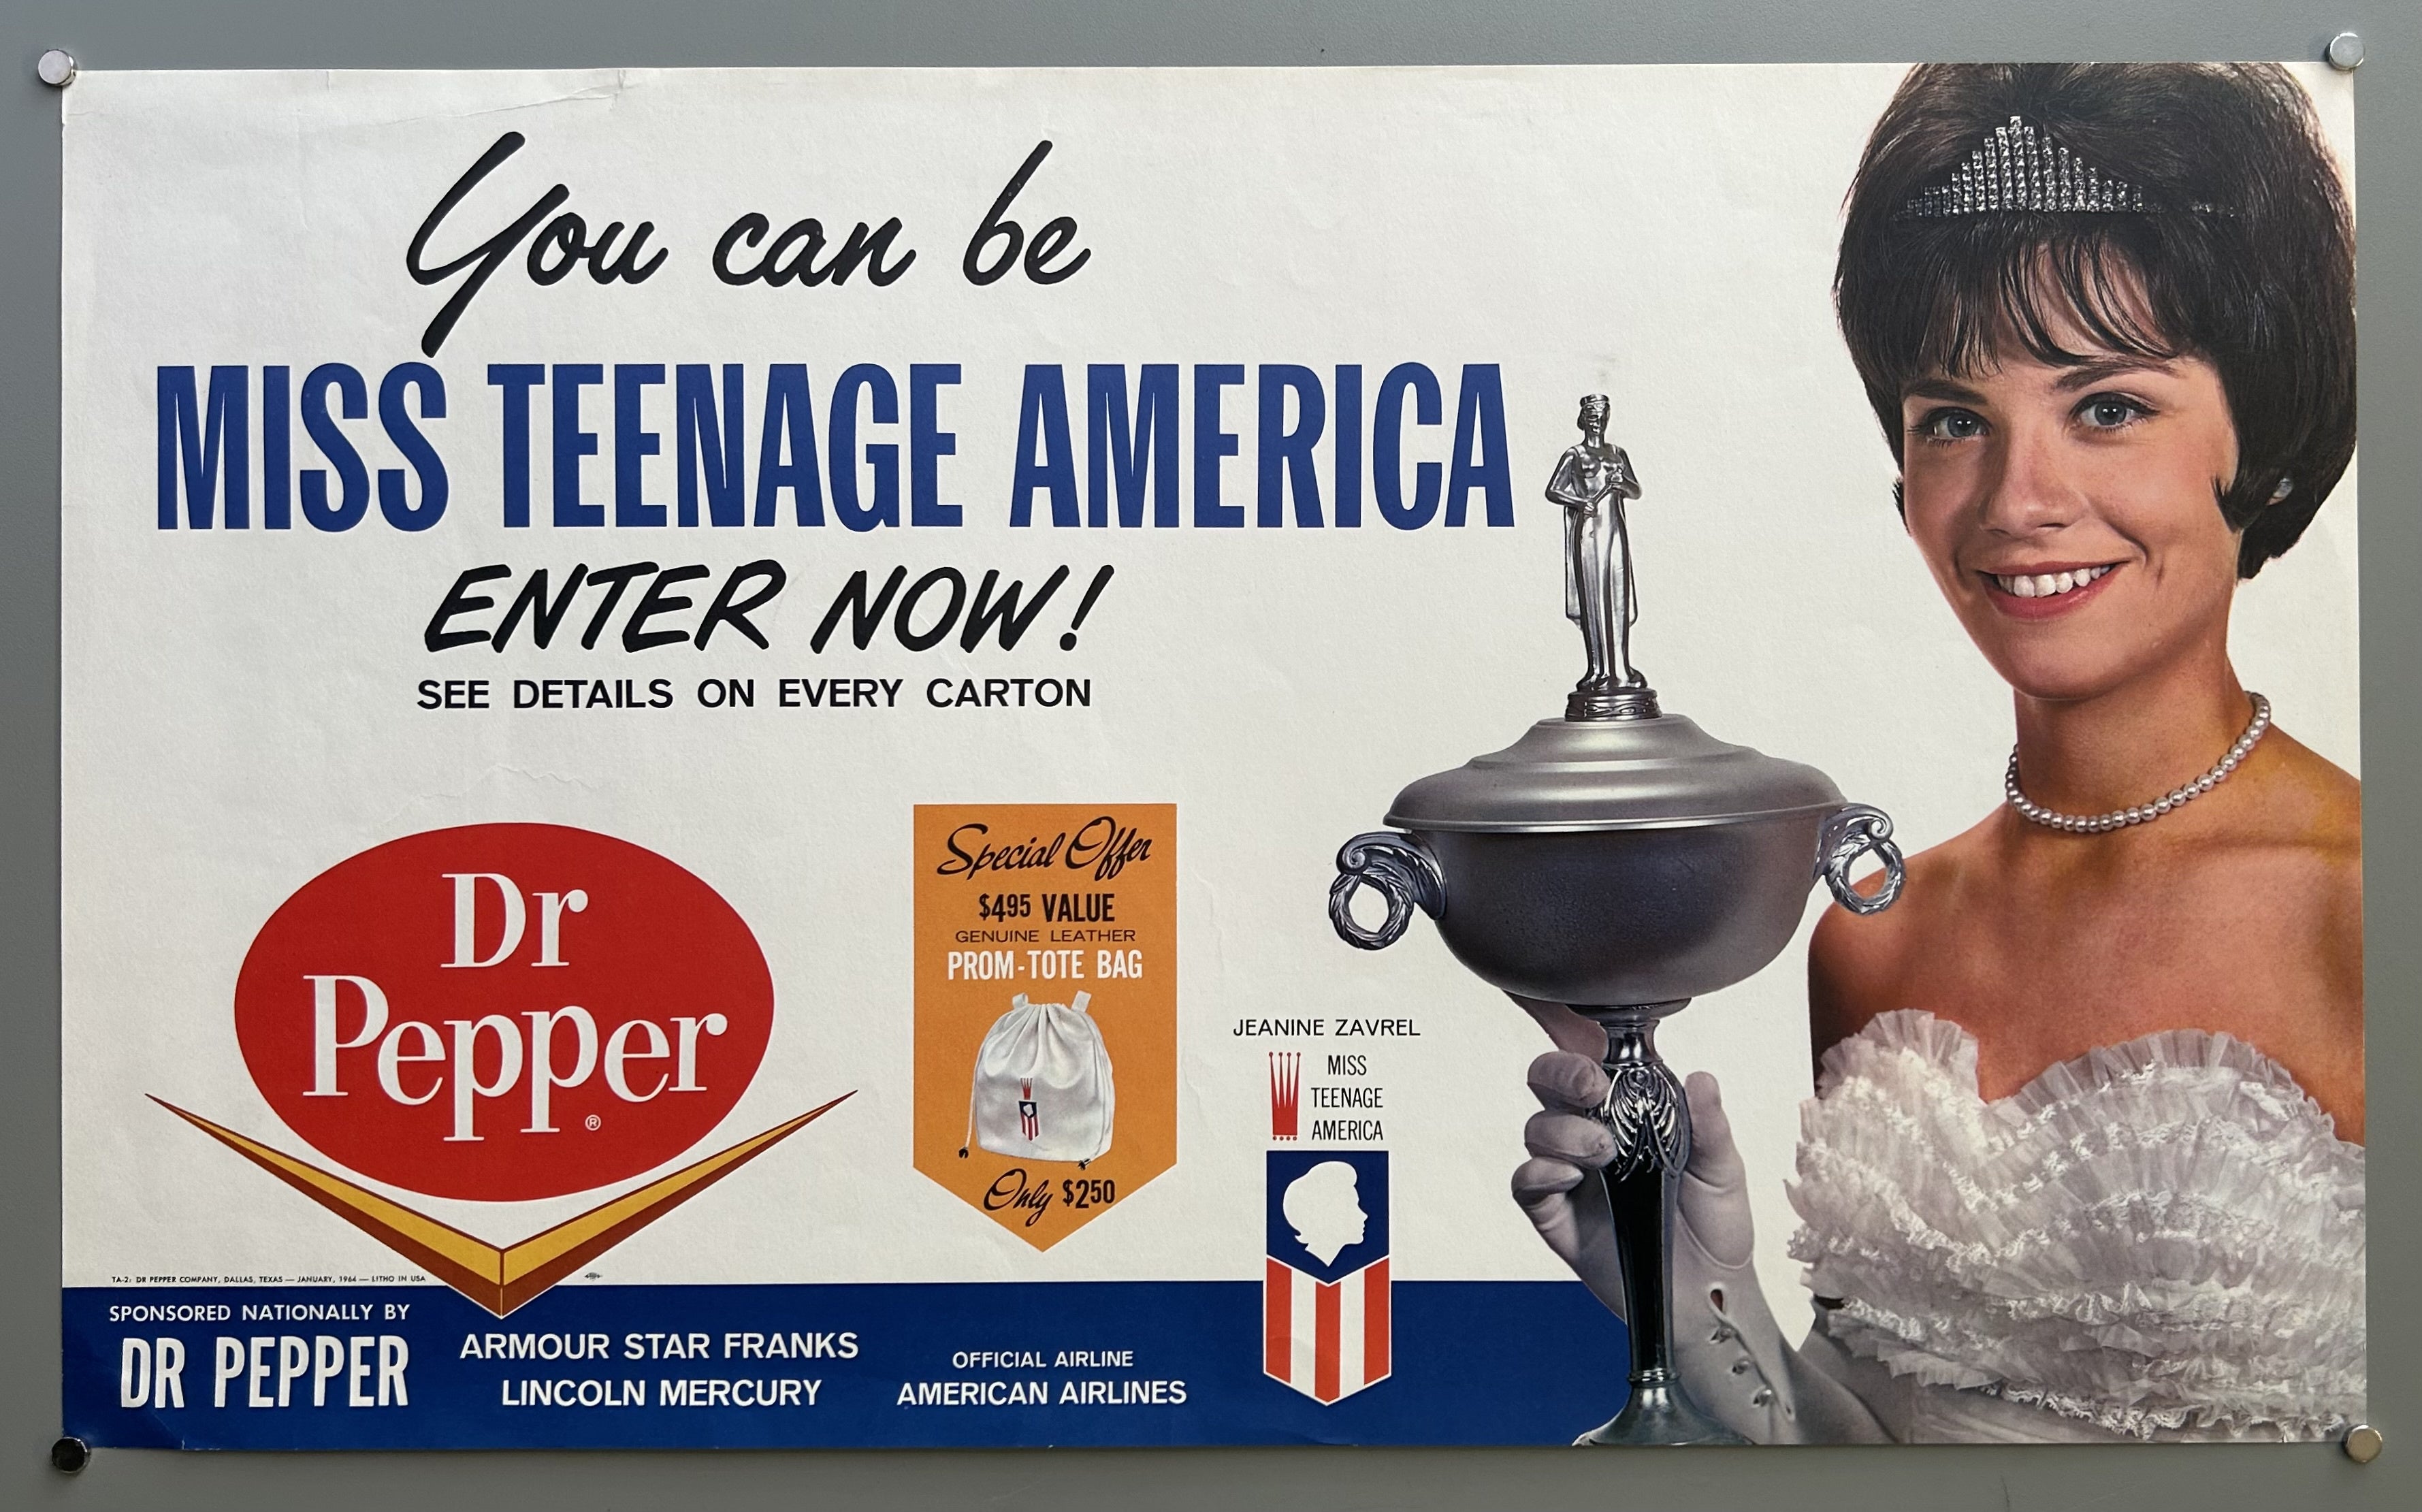 You can be
MISS TEENAGE AMERICA
ENTER NOW!
SEE DETAILS ON EVERY CARTON
Dr
Pepper
®
Special Offer
$4.95 VALUE
GENUINE LEATHER
PROM-TOTE BAG
Only $2.50
JEANINE ZAVREL
MISS
TEENAGE
AMERICA
TA-2: DR PEPPER COMPANY, DALLAS, TEXAS — JANUARY, 1964 — LITHO IN USA
SPONSORED NATIONALLY BY
DR PEPPER
ARMOUR STAR FRANKS
LINCOLN MERCURY
OFFICIAL AIRLINE
AMERICAN AIRLINES